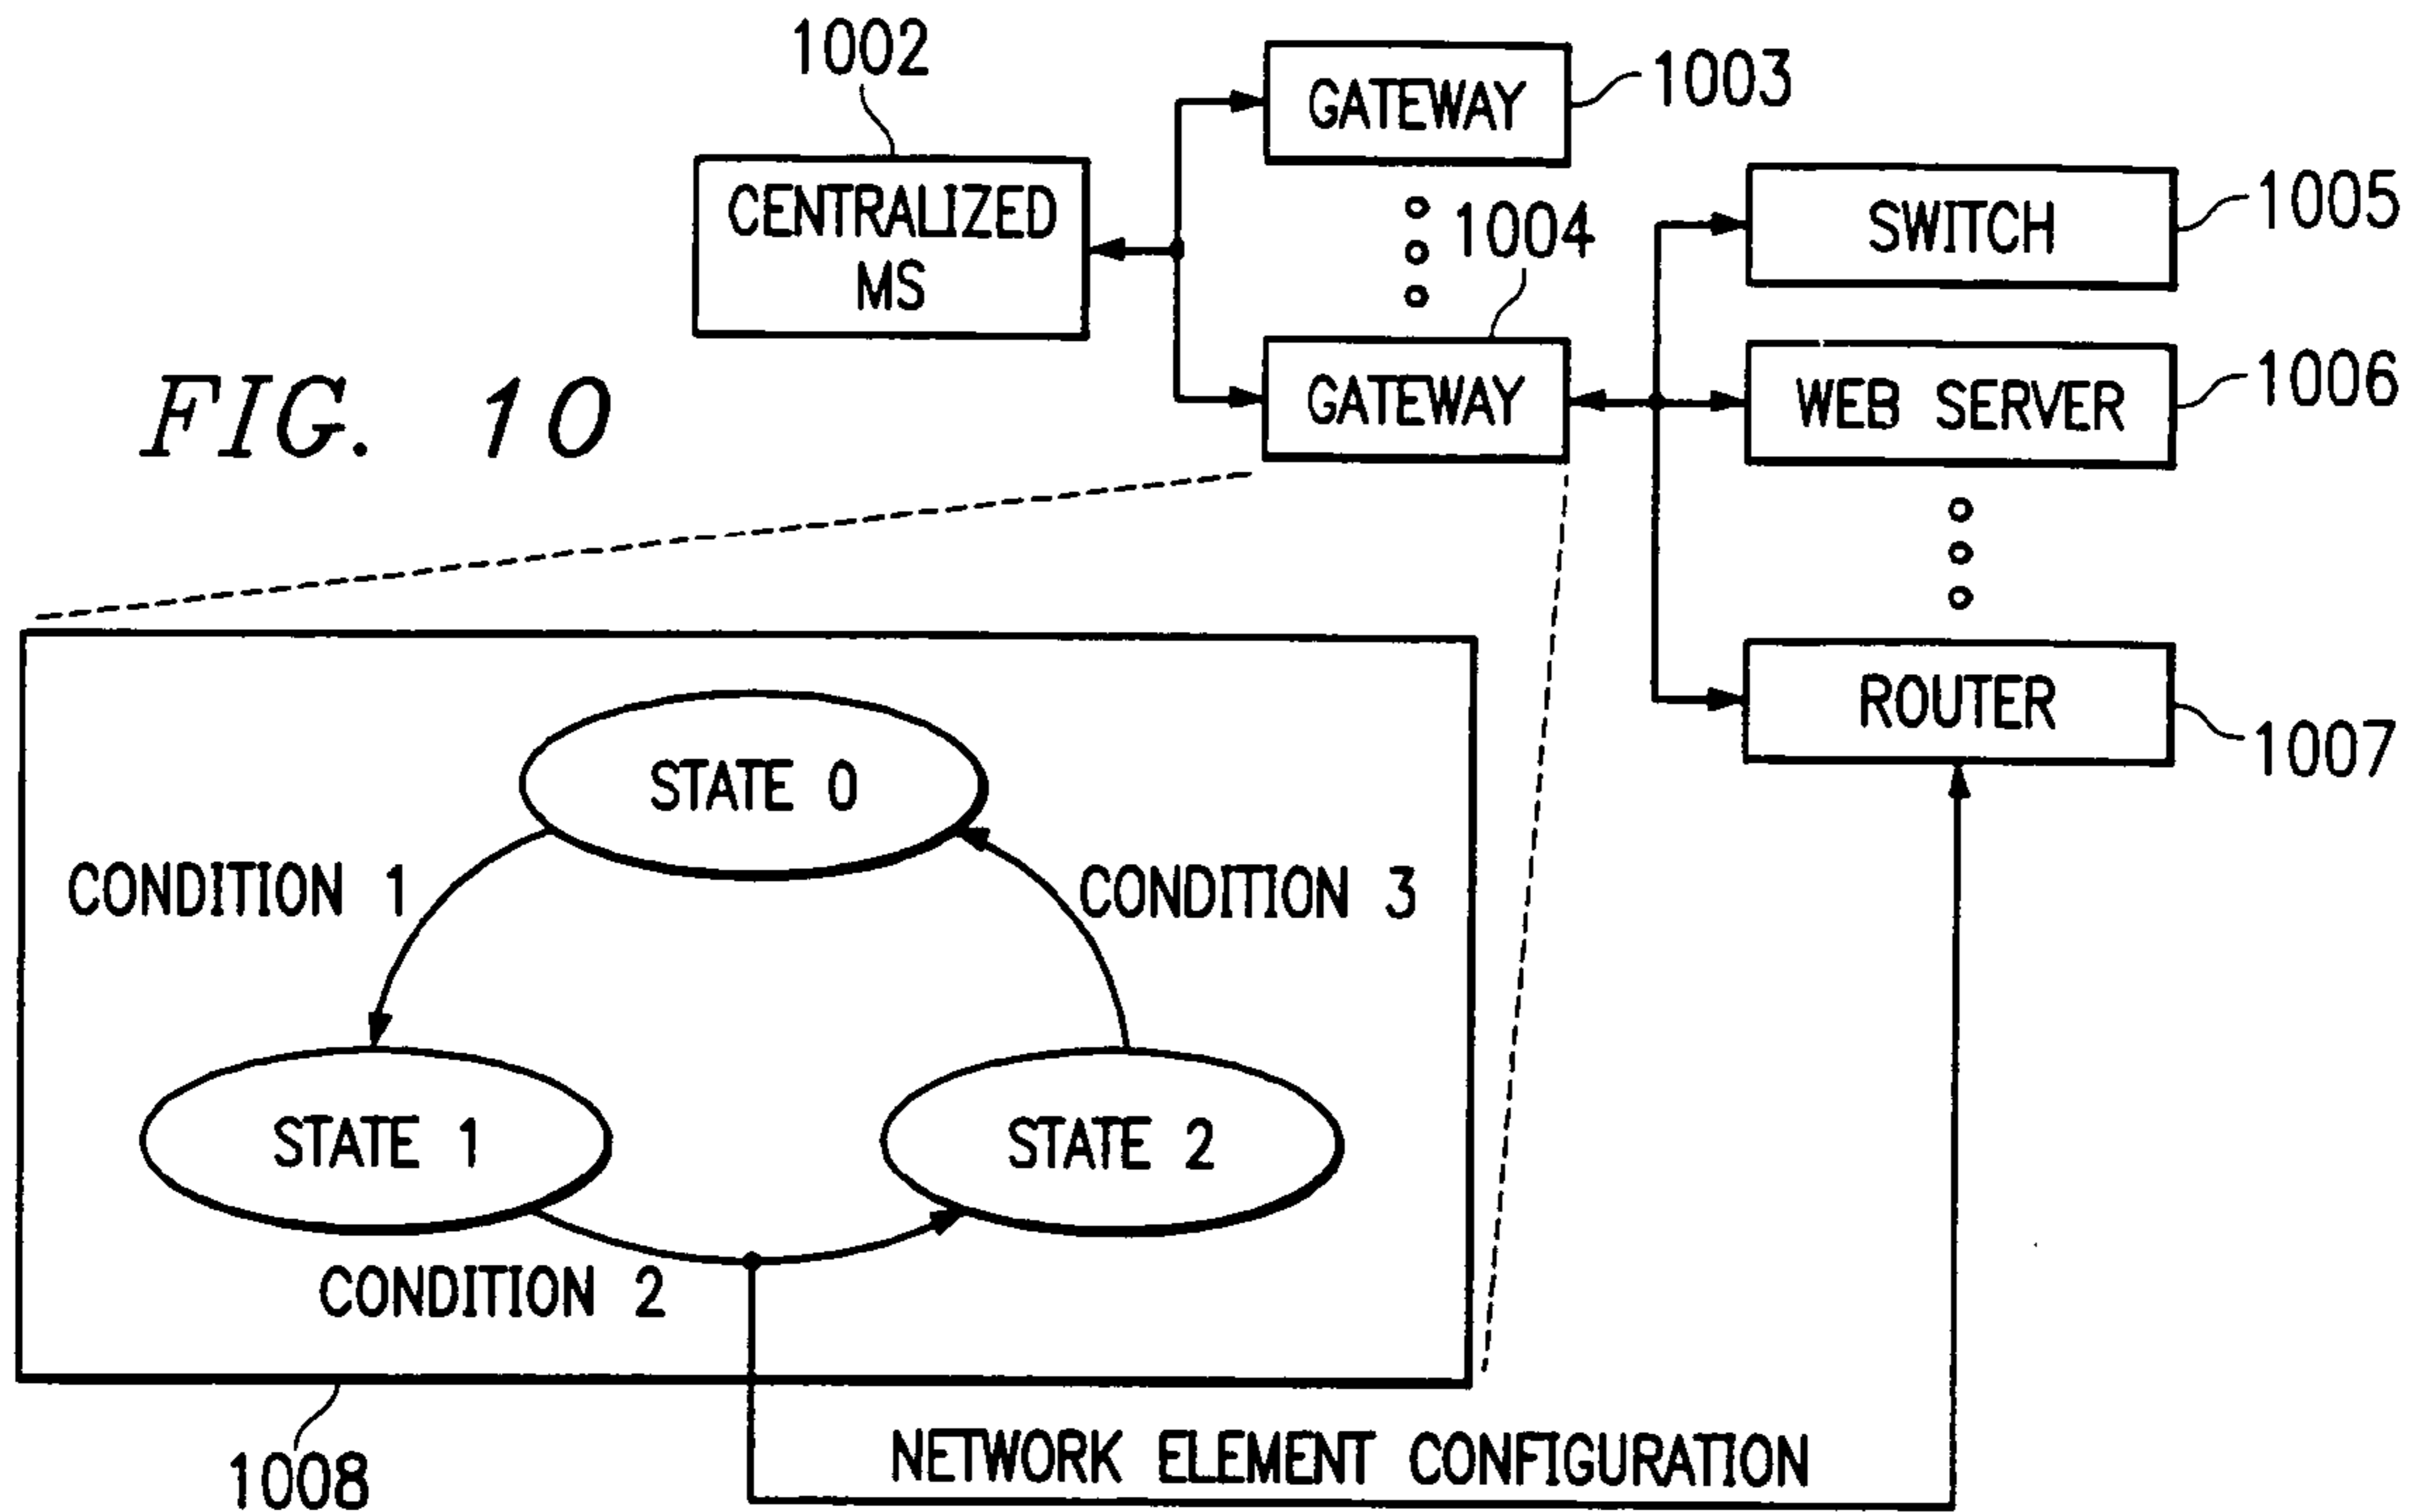 1002
GATEWAY
1003
CENTRALIZED
MS
1004
SWITCH
1005
FIG. 10
GATEWAY
WEB SERVER
1006
ROUTER
1007
STATE 0
CONDITION 1
CONDITION 3
STATE 1
STATE 2
CONDITION 2
NETWORK ELEMENT CONFIGURATION
1008